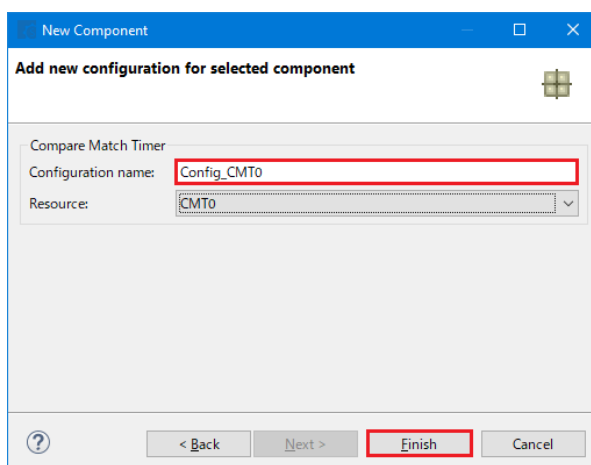 New Component
Add new configuration for selected component
Compare Match Timer
Configuration name: Config_CMT0
Resource: CMT0
< Back Next > Finish Cancel